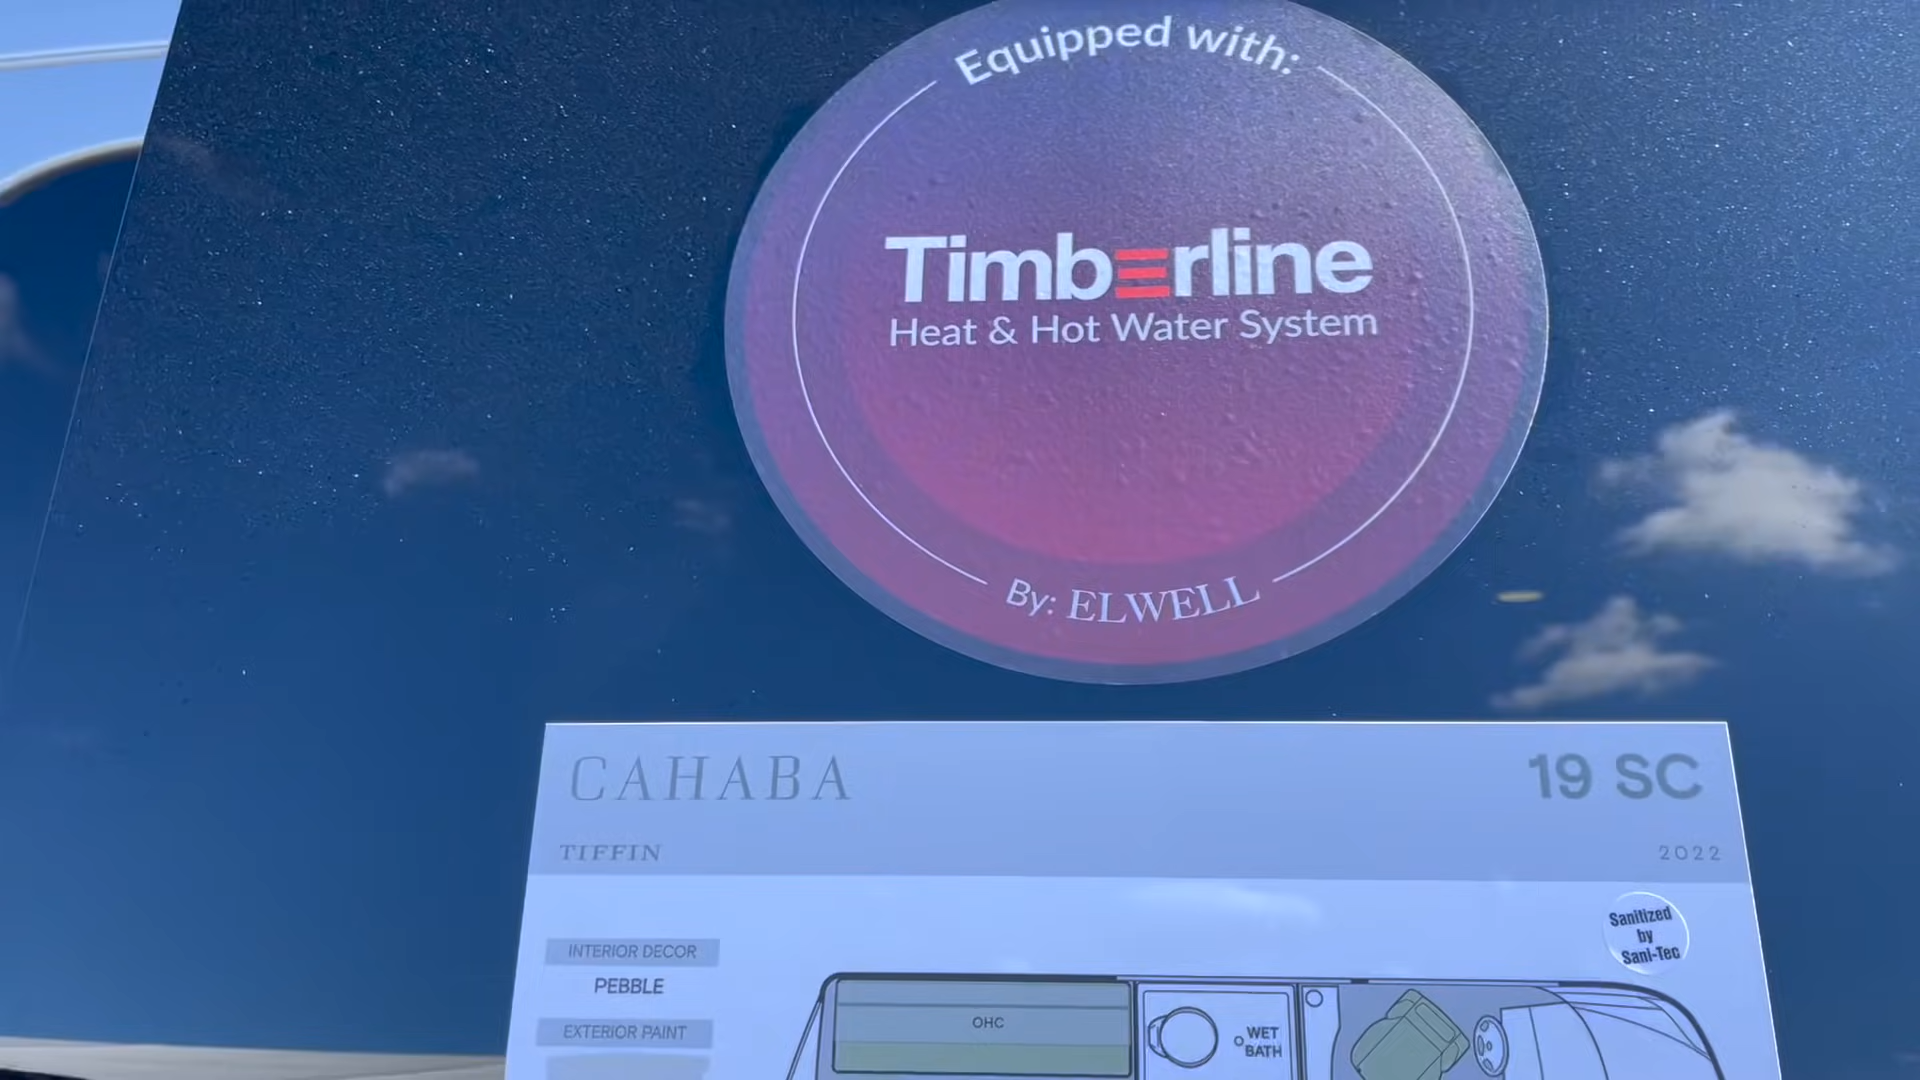 Equipped with:
Timberline
Heat & Hot Water System
By: ELWELL
CAHABA
19 SC
TIFFIN
2022
Sanitized
by
Sani-Tec
INTERIOR DECOR
PEBBLE
EXTERIOR PAINT
OHC
WET
BATH